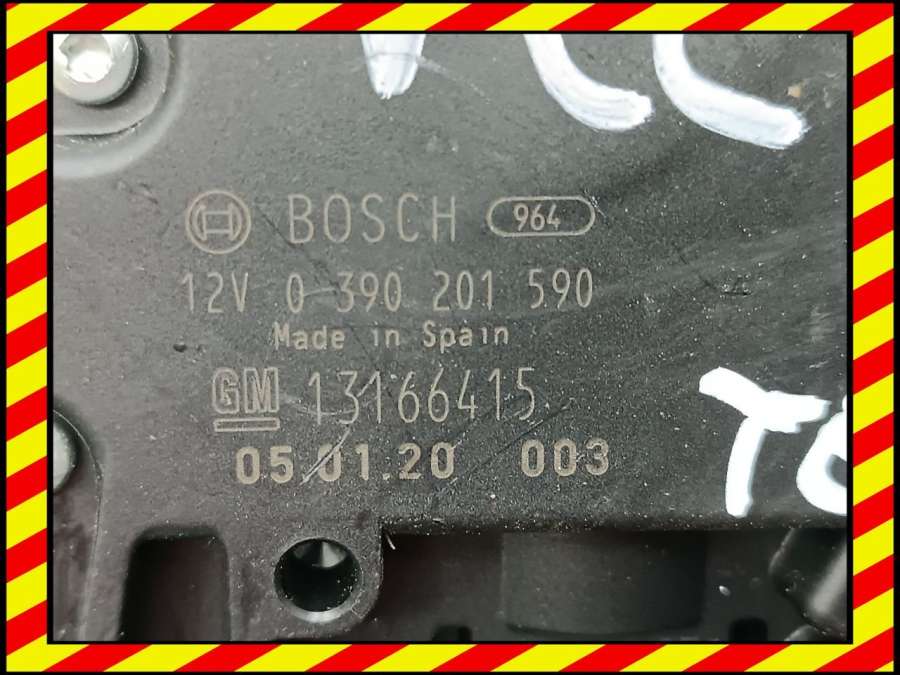 BOSCH 964
12V 0 390 201 590
Made in Spain
GM 13166415
05.01.20 003